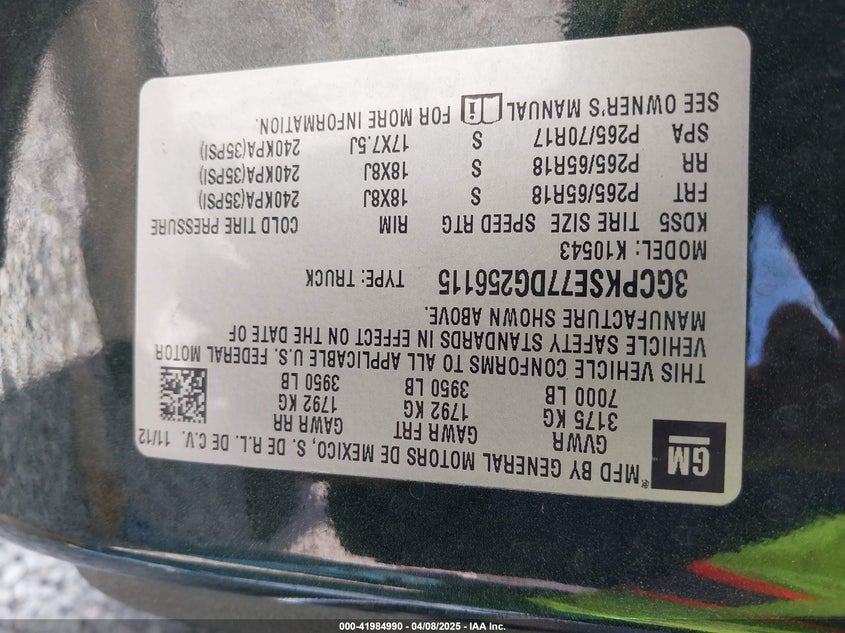 GM
MFD BY GENERAL MOTORS DE MEXICO, S. DE R.L. DE C.V. 11/12
GVWR GAWR FRT GAWR RR
3175 KG 1792 KG 1792 KG
7000 LB 3950 LB 3950 LB
THIS VEHICLE CONFORMS TO ALL APPLICABLE U.S. FEDERAL MOTOR
VEHICLE SAFETY STANDARDS IN EFFECT ON THE DATE OF
MANUFACTURE SHOWN ABOVE.
3GCPKSE77DG256115 TYPE: TRUCK
MODEL: K10543
KDS5 TIRE SIZE SPEED RTG RIM COLD TIRE PRESSURE
FRT P265/65R18 S 18X8J 240KPA(35PSI)
RR P265/65R18 S 18X8J 240KPA(35PSI)
SPA P265/70R17 S 17X7.5J 240KPA(35PSI)
SEE OWNER'S MANUAL FOR MORE INFORMATION.
000-41984990 - 04/08/2025 - IAA Inc.